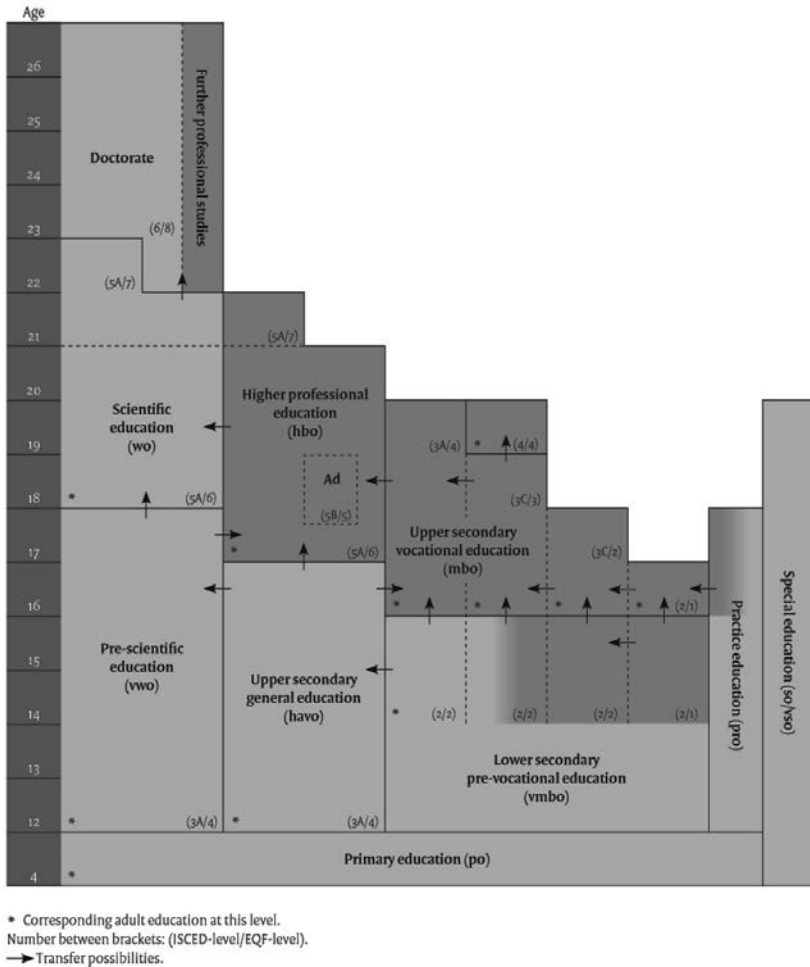 Age
26
25
24
23
22
21
20
19
18
17
16
15
14
13
12
4
Doctorate
(6/8)
Further professional studies
(5A/7)
(5A/7)
Scientific
education
(wo)
*
(5A/6)
Higher professional
education
(hbo)
Ad
(5B/5)
*
(5A/6)
(3A/4)
*
(4/4)
(3C/3)
Upper secondary
vocational education
(mbo)
(3C/2)
*
*
*
*
(2/1)
Pre-scientific
education
(vwo)
*
(3A/4)
Upper secondary
general education
(havo)
*
(3A/4)
*
(2/2)
(2/2)
(2/2)
(2/1)
Lower secondary
pre-vocational education
(vmbo)
Practice education
(pro)
Special education (so/vso)
Primary education (po)
*
* Corresponding adult education at this level.
Number between brackets: (ISCED-level/EQF-level).
→ Transfer possibilities.